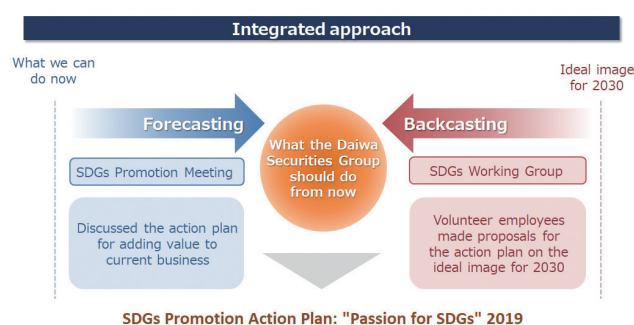 Integrated approach
What we can
do now
Ideal image
for 2030
Forecasting
Backcasting
What the Daiwa
Securities Group
should do
from now
SDGs Promotion Meeting
SDGs Working Group
Discussed the action plan
for adding value to
current business
Volunteer employees
made proposals for
the action plan on the
ideal image for 2030
SDGs Promotion Action Plan: "Passion for SDGs" 2019